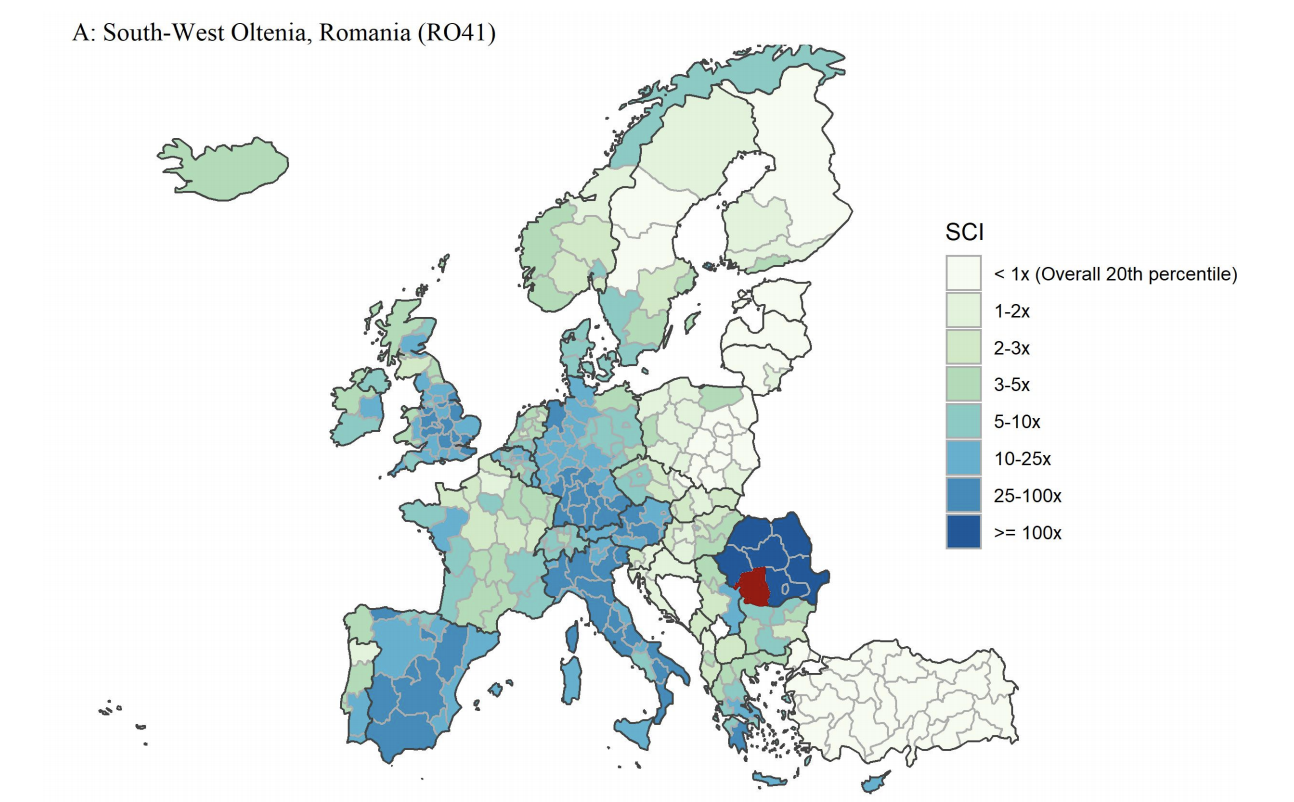 A: South-West Oltenia, Romania (RO41)
SCI
< 1x (Overall 20th percentile)
1-2x
2-3x
3-5x
5-10x
10-25x
25-100x
>= 100x